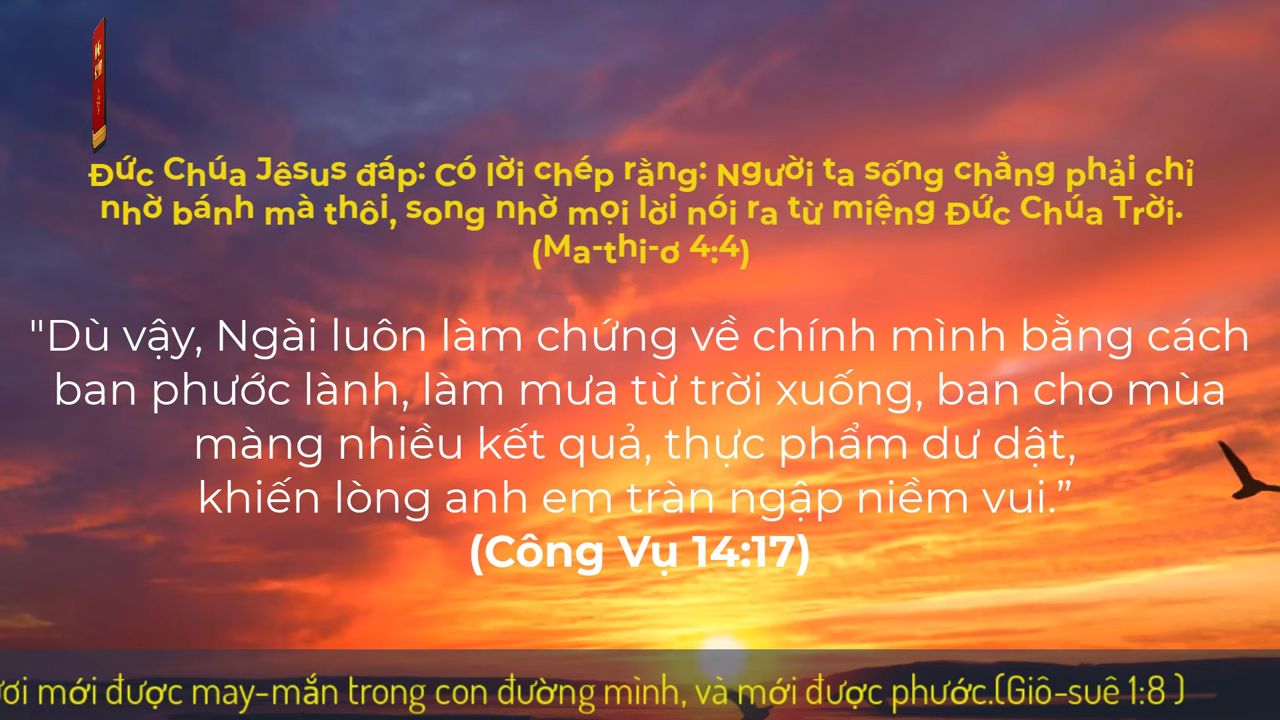 Đức Chúa Jêsus đáp: Có lời chép rằng: Người ta sống chẳng phải chỉ
nhờ bánh mà thôi, song nhờ mọi lời nói ra từ miệng Đức Chúa Trời.
(Ma-thi-ơ 4:4)
"Dù vậy, Ngài luôn làm chứng về chính mình bằng cách
ban phước lành, làm mưa từ trời xuống, ban cho mùa
màng nhiều kết quả, thực phẩm dư dật,
khiến lòng anh em tràn ngập niềm vui.”
(Công Vụ 14:17)
mới được may-mắn trong con đường mình, và mới được phước.(Giô-suê 1:8 )